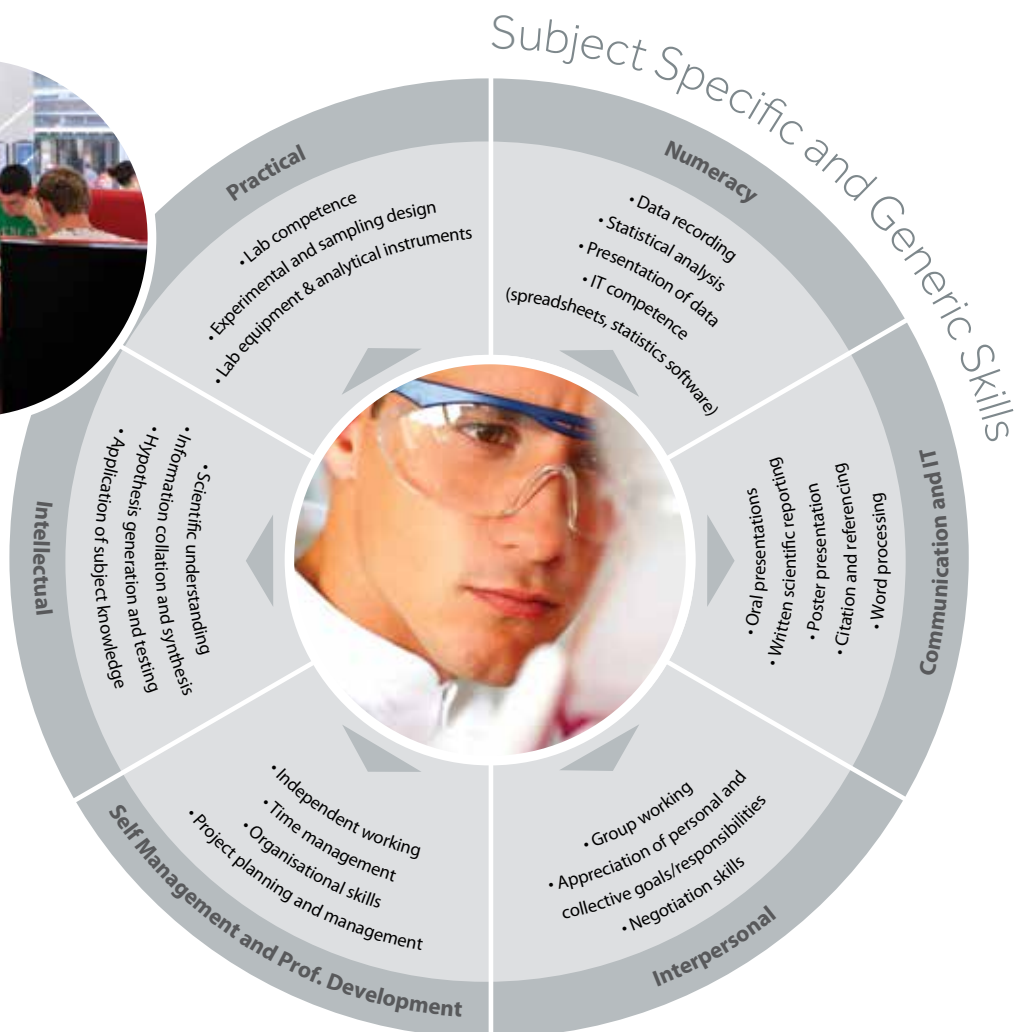 Subject Specific and Generic Skills
Practical
• Lab competence
• Experimental and sampling design
• Lab equipment & analytical instruments
Numeracy
• Data recording
• Statistical analysis
• Presentation of data
• IT competence
(spreadsheets, statistics software)
Communication and IT
• Oral presentations
• Written scientific reporting
• Poster presentation
• Citation and referencing
• Word processing
Interpersonal
• Group working
• Appreciation of personal and
collective goals/responsibilities
• Negotiation skills
Self Management and Prof. Development
• Independent working
• Time management
• Organisational skills
• Project planning and management
Intellectual
• Scientific understanding
• Information collation and synthesis
• Hypothesis generation and testing
• Application of subject knowledge